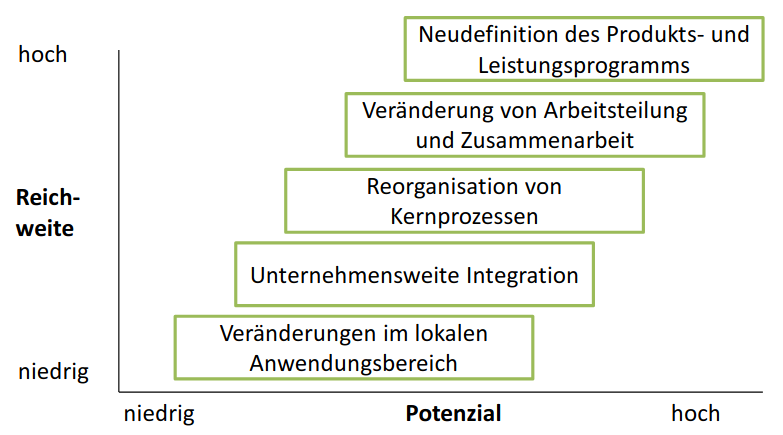 Neudefinition des Produkts- und
Leistungsprogramms
hoch
Veränderung von Arbeitsteilung
und Zusammenarbeit
Reich-
weite
Reorganisation von
Kernprozessen
Unternehmensweite Integration
Veränderungen im lokalen
Anwendungsbereich
niedrig
niedrig Potenzial hoch